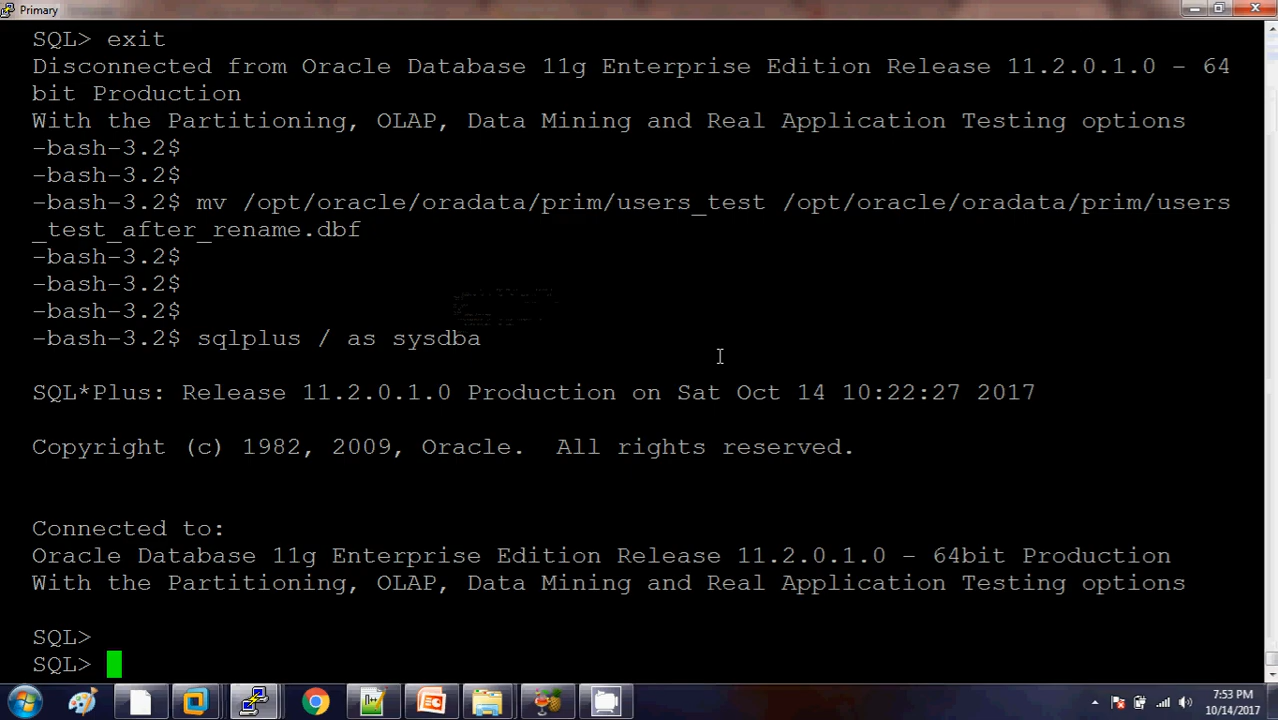 Primary
SQL> exit
Disconnected from Oracle Database 11g Enterprise Edition Release 11.2.0.1.0 - 64
bit Production
With the Partitioning, OLAP, Data Mining and Real Application Testing options
-bash-3.2$
-bash-3.2$
-bash-3.2$ mv /opt/oracle/oradata/prim/users_test /opt/oracle/oradata/prim/users
_test_after_rename.dbf
-bash-3.2$
-bash-3.2$
-bash-3.2$
-bash-3.2$ sqlplus / as sysdba
SQL*Plus: Release 11.2.0.1.0 Production on Sat Oct 14 10:22:27 2017
Copyright (c) 1982, 2009, Oracle.  All rights reserved.
Connected to:
Oracle Database 11g Enterprise Edition Release 11.2.0.1.0 - 64bit Production
With the Partitioning, OLAP, Data Mining and Real Application Testing options
SQL>
SQL>
7:53 PM
10/14/2017